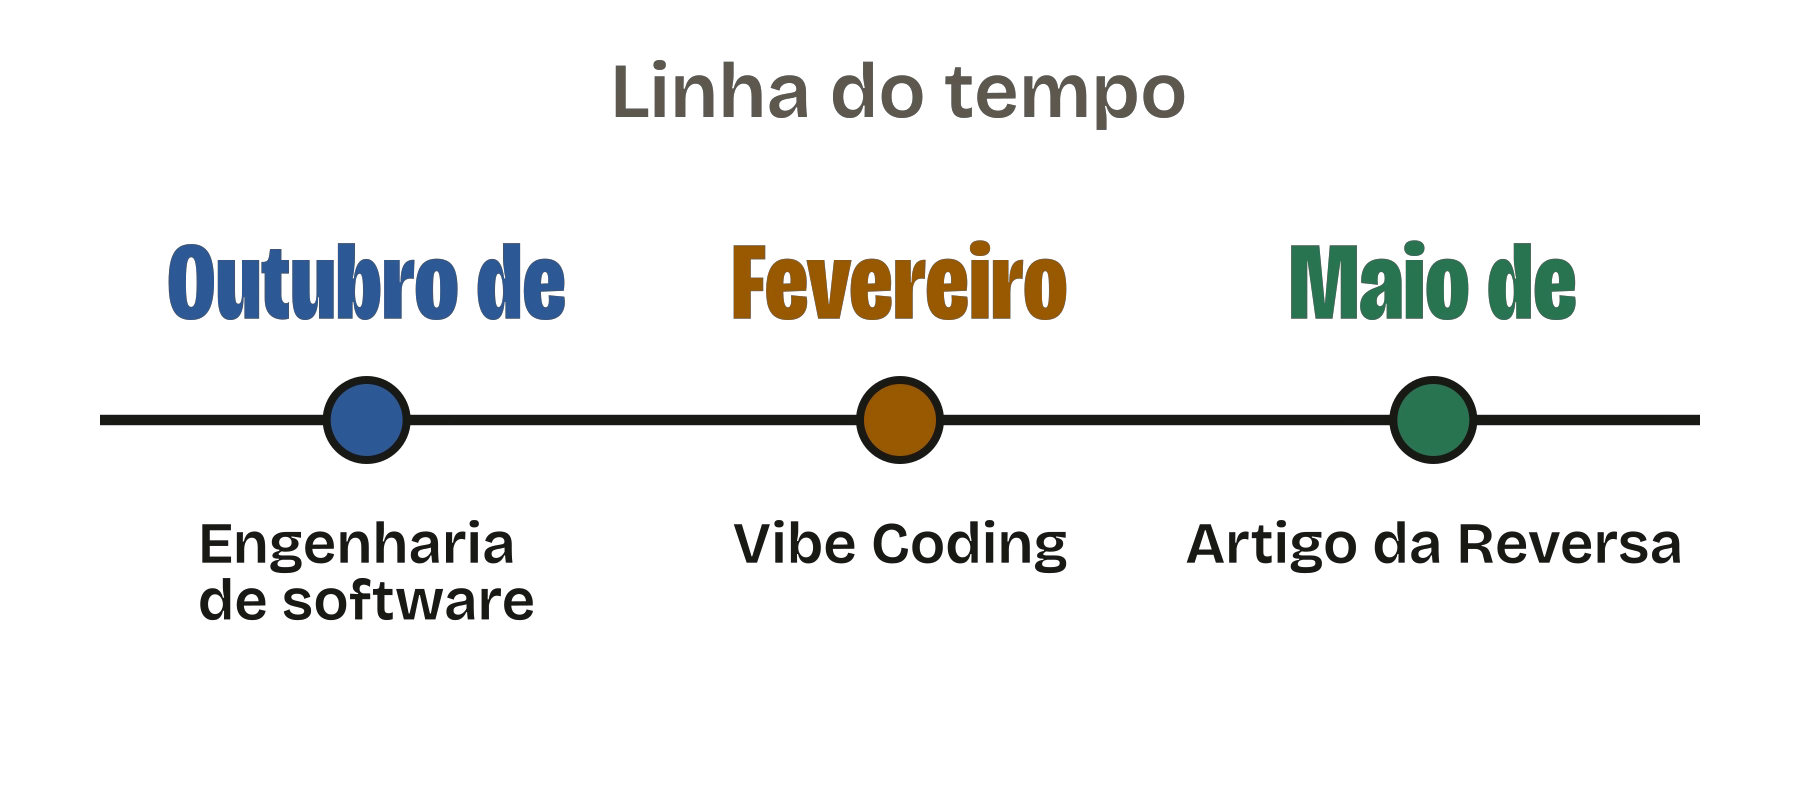 Linha do tempo
Outubro de
Fevereiro
Maio de
Engenharia
de software
Vibe Coding
Artigo da Reversa